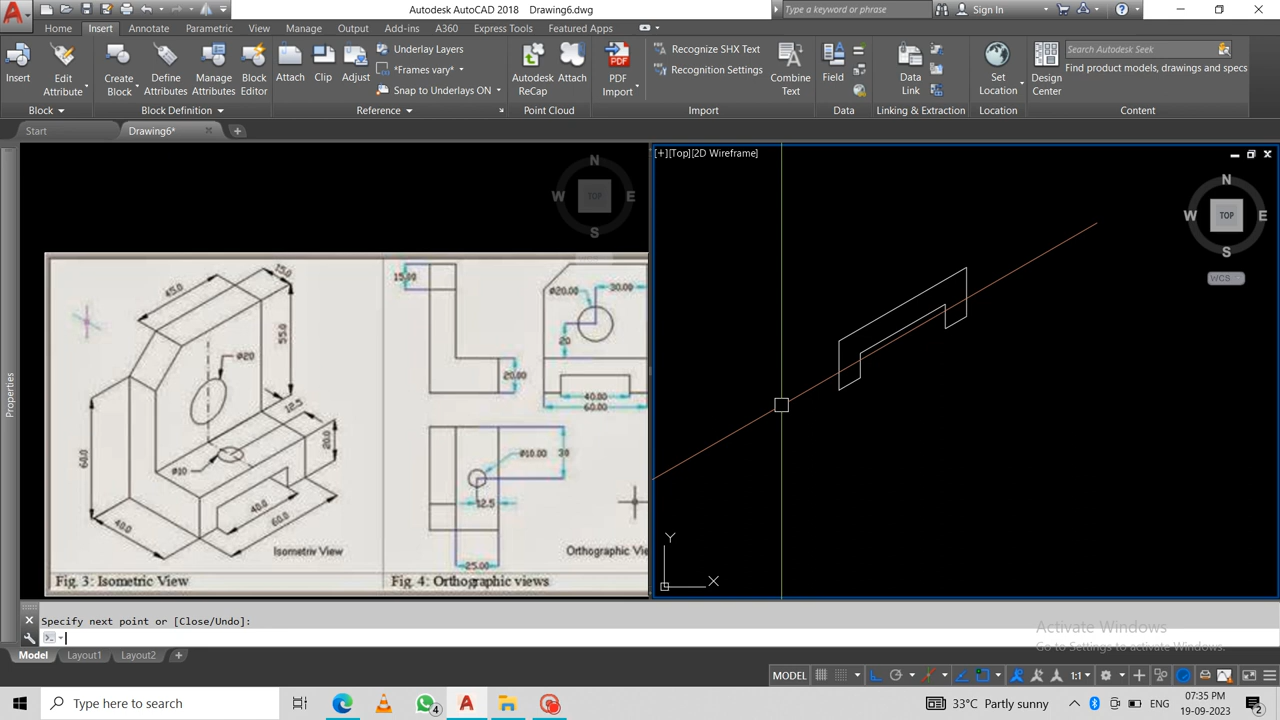 Autodesk AutoCAD 2018 Drawing6.dwg
Type a keyword or phrase
Sign In
Home Insert Annotate Parametric View Manage Output Add-ins A360 Express Tools Featured Apps
Insert
Edit
Attribute
Create
Block
Define
Attributes
Manage
Attributes
Block
Editor
Attach
Clip
Adjust
Underlay Layers
*Frames vary*
Snap to Underlays ON
Autodesk
ReCap
Attach
PDF
Import
Recognize SHX Text
Recognition Settings
Combine
Text
Field
Data
Link
Set
Location
Design
Center
Search Autodesk Seek
Find product models, drawings and specs
Block Block Definition Reference Point Cloud Import Data Linking & Extraction Location Content
Start Drawing6*
[+][Top][2D Wireframe]
N
W TOP E
S
N
W TOP E
S
WCS
45.0
15.0
55.0
Ø20
12.5
20.0
60.0
Ø10
40.0
60.0
40.0
Isometriv View
15.00
Ø20.00
30.00
20
20.00
40.00
60.00
Ø10.00
30
12.5
25.00
Orthographic Vie
Fig. 3: Isometric View
Fig. 4: Orthographic views
Y
X
Specify next point or [Close/Undo]:
Activate Windows
Go to Settings to activate Windows.
Model Layout1 Layout2
MODEL 1:1
Type here to search
4
33°C Partly sunny
ENG
07:35 PM
19-09-2023
2